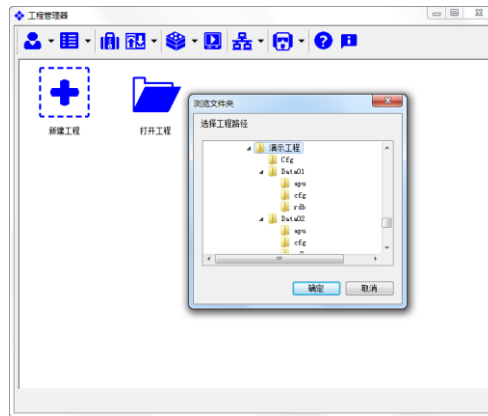 工程管理器
新建工程
打开工程
浏览文件夹
选择工程路径
演示工程
Cfg
Data01
spu
cfg
rdb
Data02
spu
cfg
确定
取消